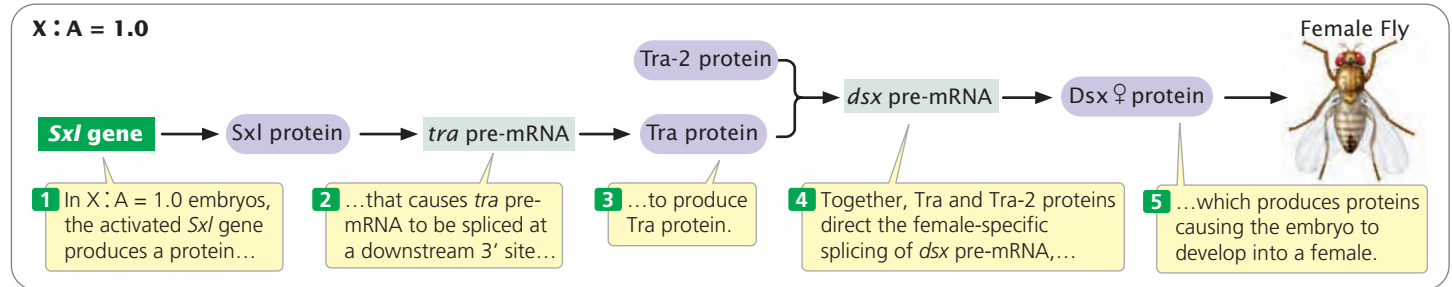 X : A = 1.0
Female Fly
Tra-2 protein
Sxl gene
Sxl protein
tra pre-mRNA
Tra protein
dsx pre-mRNA
Dsx ♀ protein
1 In X : A = 1.0 embryos,
the activated Sxl gene
produces a protein…
2 …that causes tra pre-
mRNA to be spliced at
a downstream 3′ site…
3 …to produce
Tra protein.
4 Together, Tra and Tra-2 proteins
direct the female-specific
splicing of dsx pre-mRNA,…
5 …which produces proteins
causing the embryo to
develop into a female.